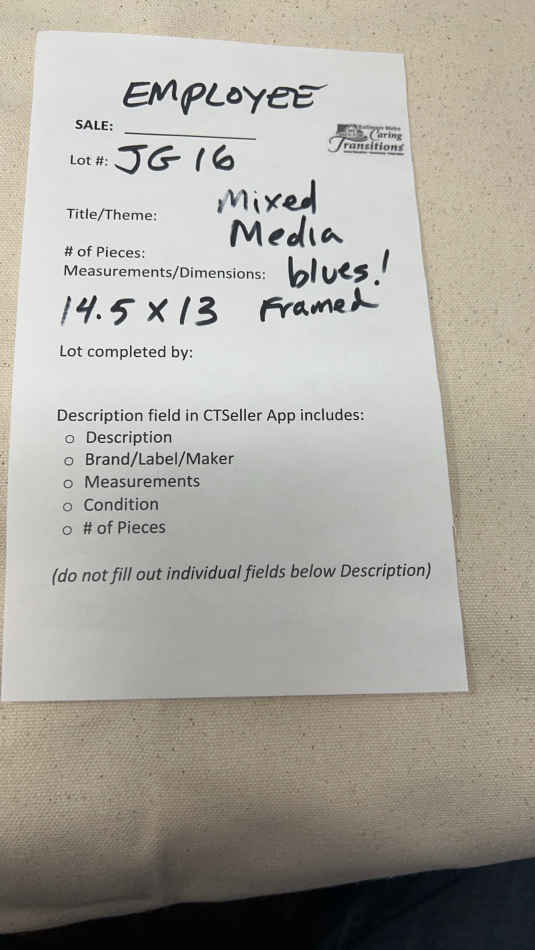 EMPLOYEE
SALE:
Caring
Transitions
Lot #: JG 16
Mixed
Title/Theme:
Media
# of Pieces:
Measurements/Dimensions: blues!
14.5 x 13 Framed
Lot completed by:
Description field in CTSeller App includes:
o Description
o Brand/Label/Maker
o Measurements
o Condition
o # of Pieces
(do not fill out individual fields below Description)